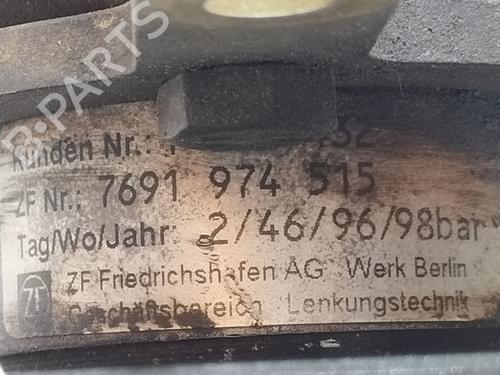 R-PARTS
Kunden Nr.:
ZF Nr.: 7691 974 515
Tag/Wo/Jahr: 2/46/96/98bar
ZF Friedrichshafen AG Werk Berlin
Geschäftsbereich Lenkungstechnik